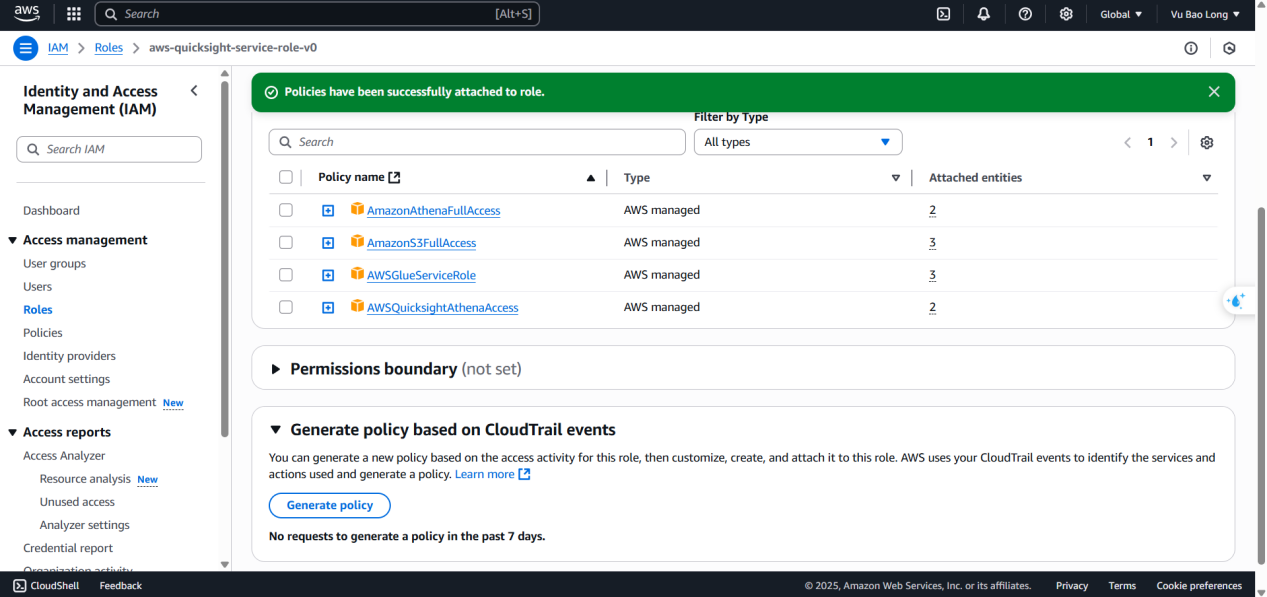 aws
Search [Alt+S]
Global ▼
Vu Bao Long ▼
IAM > Roles > aws-quicksight-service-role-v0
Identity and Access
Management (IAM)
Search IAM
Dashboard
Access management
User groups
Users
Roles
Policies
Identity providers
Account settings
Root access management New
Access reports
Access Analyzer
Resource analysis New
Unused access
Analyzer settings
Credential report
Organization activity
Policies have been successfully attached to role.
Filter by Type
Search
All types
1
Policy name Type Attached entities
AmazonAthenaFullAccess AWS managed 2
AmazonS3FullAccess AWS managed 3
AWSGlueServiceRole AWS managed 3
AWSQuicksightAthenaAccess AWS managed 2
Permissions boundary (not set)
Generate policy based on CloudTrail events
You can generate a new policy based on the access activity for this role, then customize, create, and attach it to this role. AWS uses your CloudTrail events to identify the services and
actions used and generate a policy. Learn more
Generate policy
No requests to generate a policy in the past 7 days.
CloudShell Feedback
© 2025, Amazon Web Services, Inc. or its affiliates. Privacy Terms Cookie preferences